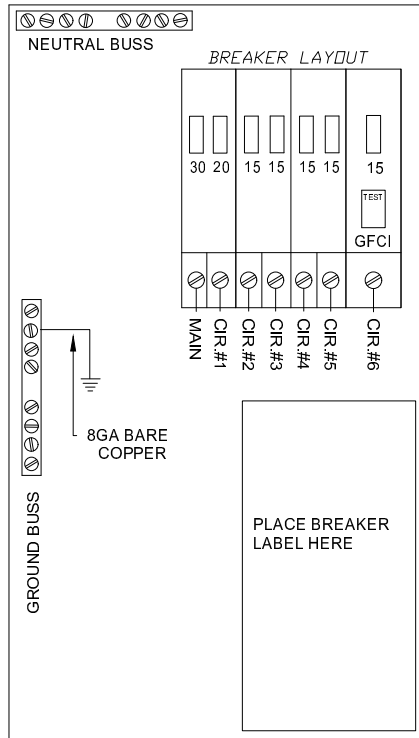 NEUTRAL BUSS
BREAKER LAYOUT
30 20 15 15 15 15 15
TEST
GFCI
MAIN
CIR.#1
CIR.#2
CIR.#3
CIR.#4
CIR.#5
CIR.#6
8GA BARE
COPPER
GROUND BUSS
PLACE BREAKER
LABEL HERE